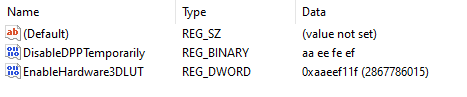 Name Type Data
(Default) REG_SZ (value not set)
DisableDPPTemporarily REG_BINARY aa ee fe ef
EnableHardware3DLUT REG_DWORD 0xaaeef11f (2867786015)